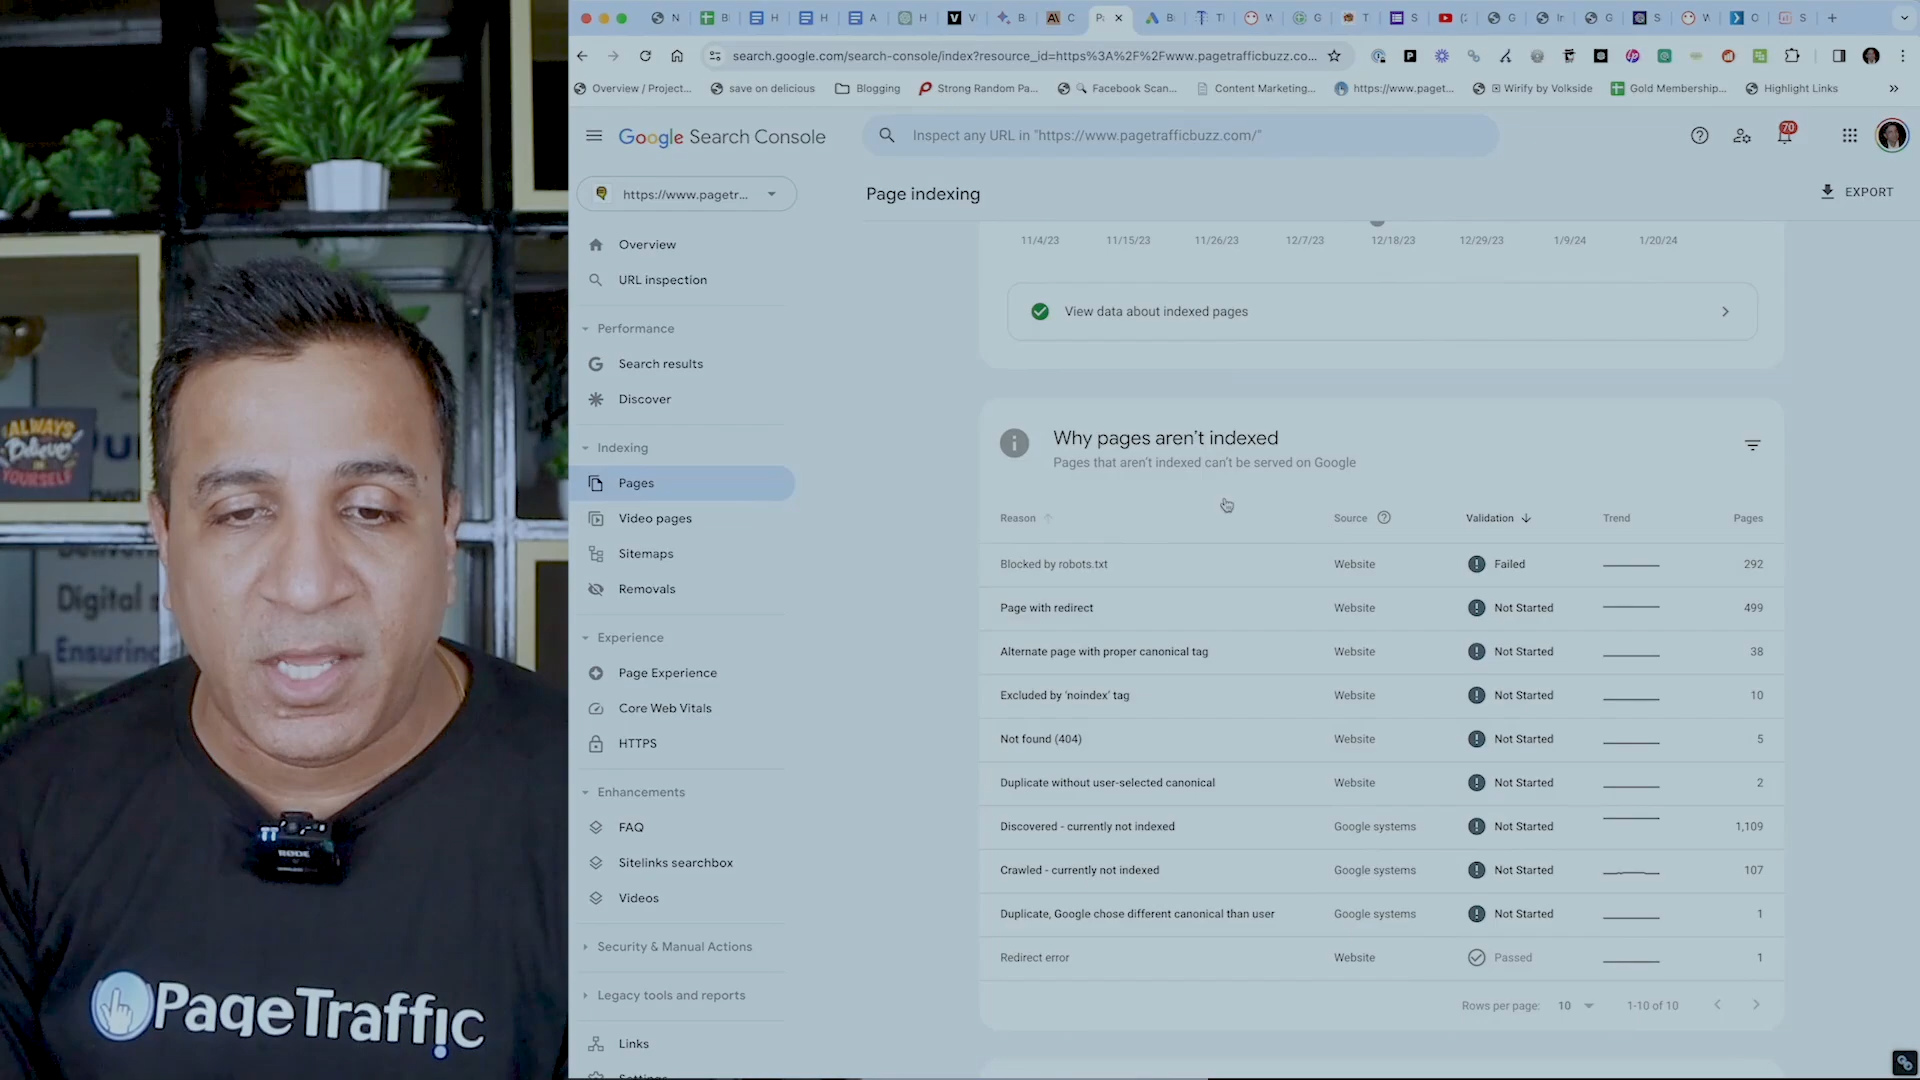 search.google.com/search-console/index?resource_id=https%3A%2F%2Fwww.pagetrafficbuzz.co...
Overview / Project...
save on delicious
Blogging
Strong Random Pa...
Facebook Scan...
Content Marketing...
https://www.paget...
Wirify by Volkside
Gold Membership...
Highlight Links
»
Google Search Console
Inspect any URL in "https://www.pagetrafficbuzz.com/"
70
https://www.pagetr...
Page indexing
EXPORT
Overview
URL inspection
Performance
Search results
Discover
Indexing
Pages
Video pages
Sitemaps
Removals
Experience
Page Experience
Core Web Vitals
HTTPS
Enhancements
FAQ
Sitelinks searchbox
Videos
Security & Manual Actions
Legacy tools and reports
Links
Settings
11/4/23 11/15/23 11/26/23 12/7/23 12/18/23 12/29/23 1/9/24 1/20/24
View data about indexed pages
Why pages aren't indexed
Pages that aren't indexed can't be served on Google
Reason Source Validation Trend Pages
Blocked by robots.txt Website Failed 292
Page with redirect Website Not Started 499
Alternate page with proper canonical tag Website Not Started 38
Excluded by ‘noindex’ tag Website Not Started 10
Not found (404) Website Not Started 5
Duplicate without user-selected canonical Website Not Started 2
Discovered - currently not indexed Google systems Not Started 1,109
Crawled - currently not indexed Google systems Not Started 107
Duplicate, Google chose different canonical than user Google systems Not Started 1
Redirect error Website Passed 1
Rows per page: 10 1-10 of 10
ALWAYS
Believe
IN
YOURSELF
Digital
Ensuring
RODE
PageTraffic